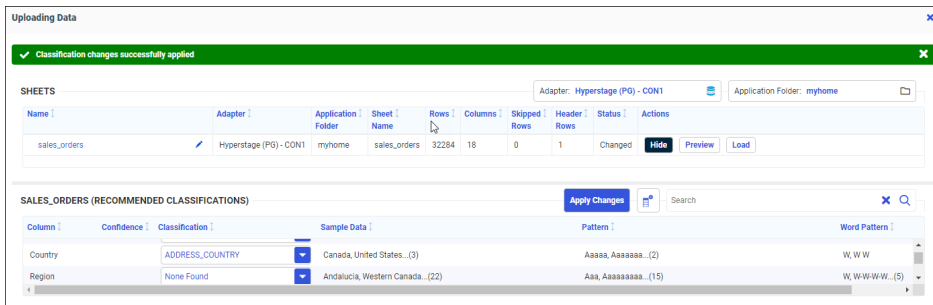 Uploading Data
Classification changes successfully applied
SHEETS
Adapter: Hyperstage (PG) - CON1
Application Folder: myhome
Name Adapter Application Folder Sheet Name Rows Columns Skipped Rows Header Rows Status Actions
sales_orders Hyperstage (PG) - CON1 myhome sales_orders 32284 18 0 1 Changed Hide Preview Load
SALES_ORDERS (RECOMMENDED CLASSIFICATIONS) Apply Changes Search
Column Confidence Classification Sample Data Pattern Word Pattern
Country ADDRESS_COUNTRY Canada, United States...(3) Aaaaa, Aaaaaaa...(2) W, W W
Region None Found Andalucia, Western Canada...(22) Aaa, Aaaaaaaaa...(15) W, W-W-W-W...(5)